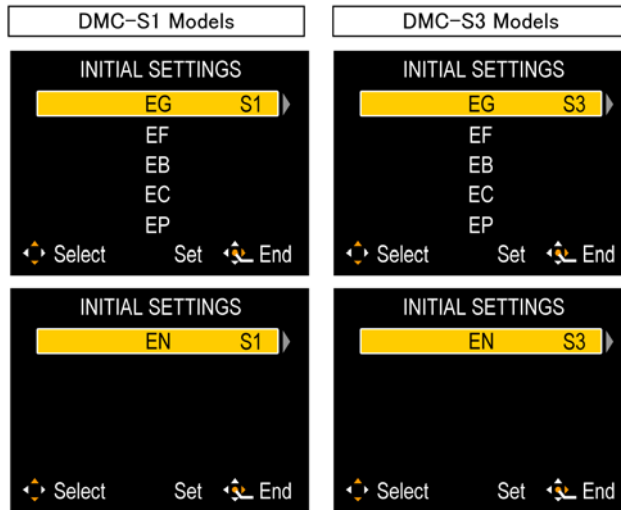 DMC-S1 Models
INITIAL SETTINGS
EG S1
EF
EB
EC
EP
Select Set End
INITIAL SETTINGS
EN S1
Select Set End
DMC-S3 Models
INITIAL SETTINGS
EG S3
EF
EB
EC
EP
Select Set End
INITIAL SETTINGS
EN S3
Select Set End